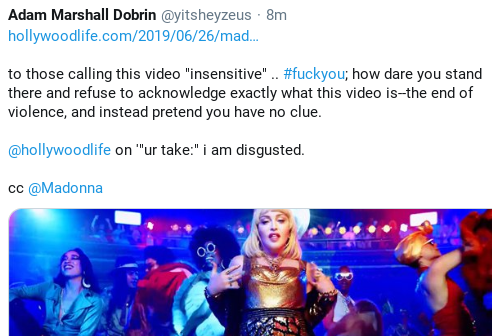 Adam Marshall Dobrin @yitsheyzeus · 8m
hollywoodlife.com/2019/06/26/mad…
to those calling this video "insensitive" .. #fuckyou; how dare you stand
there and refuse to acknowledge exactly what this video is--the end of
violence, and instead pretend you have no clue.
@hollywoodlife on '"ur take:" i am disgusted.
cc @Madonna